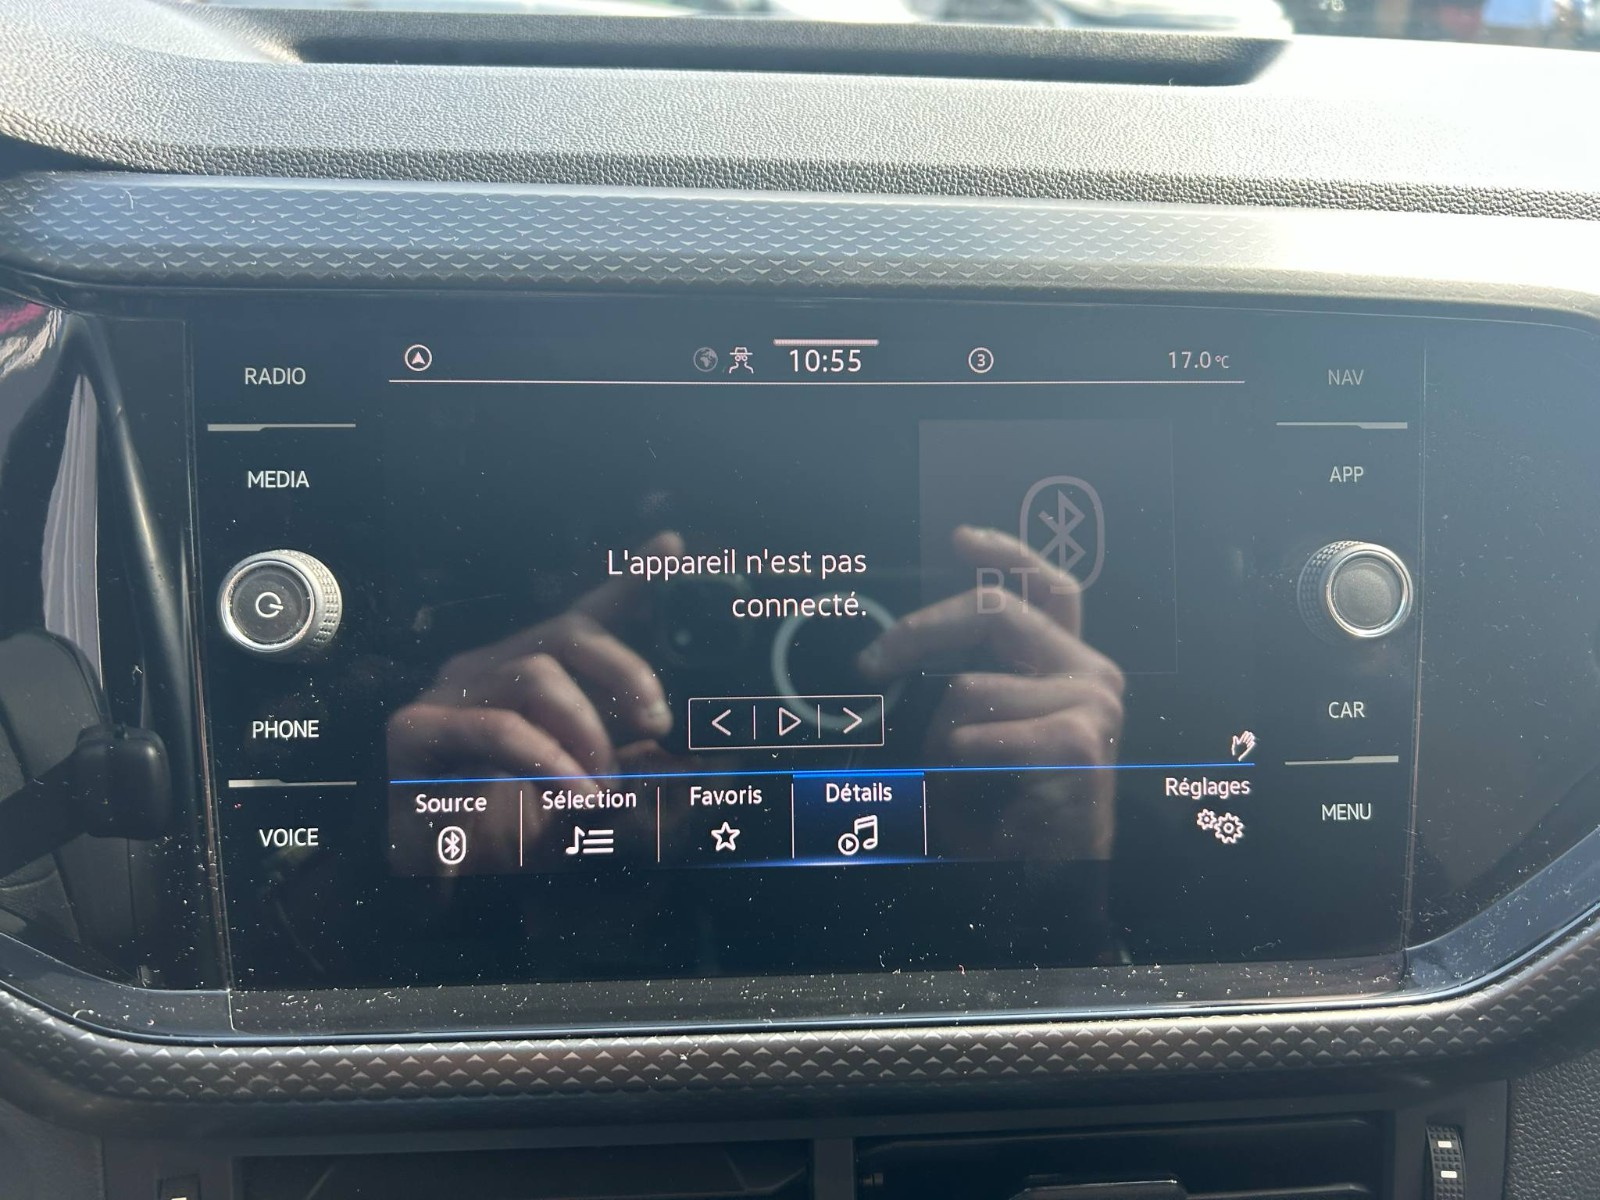 10:55
3
17.0°C
RADIO
MEDIA
PHONE
VOICE
NAV
APP
CAR
MENU
L'appareil n'est pas
connecté.
BT
Source
Sélection
Favoris
Détails
Réglages